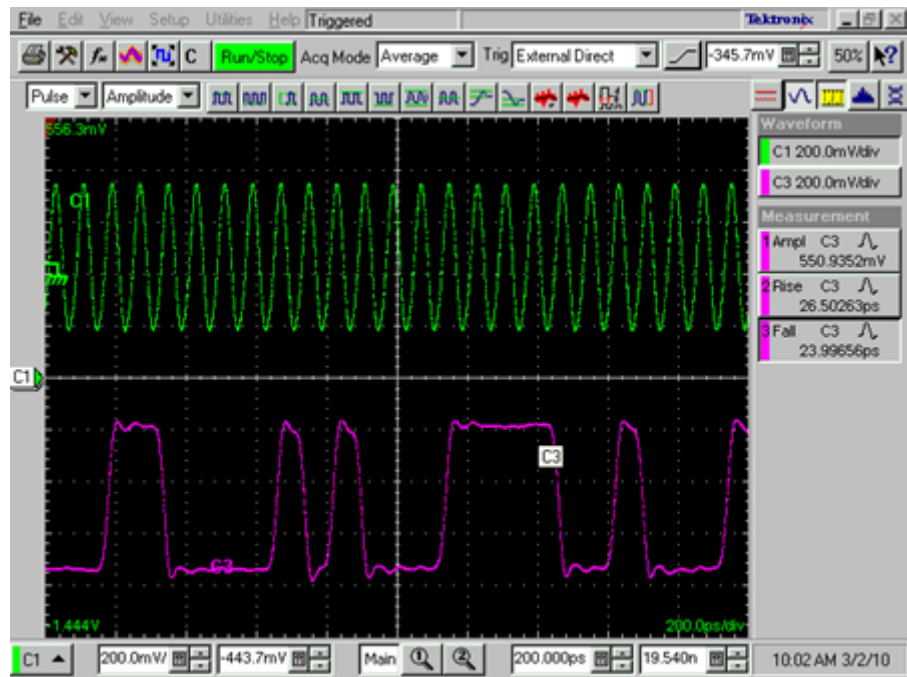 File Edit View Setup Utilities Help Triggered Tektronix
C Run/Stop Acq Mode Average Trig External Direct -345.7mV 50%
Pulse Amplitude
556.3mV
C1
C1
C3
C3
-1.444V
200.0ps/div
Waveform
C1 200.0mV/div
C3 200.0mV/div
Measurement
1 Ampl C3
550.9352mV
2 Rise C3
26.50263ps
3 Fall C3
23.99656ps
C1 200.0mV/ -443.7mV Main 1 2 200.000ps 19.540n 10:02 AM 3/2/10